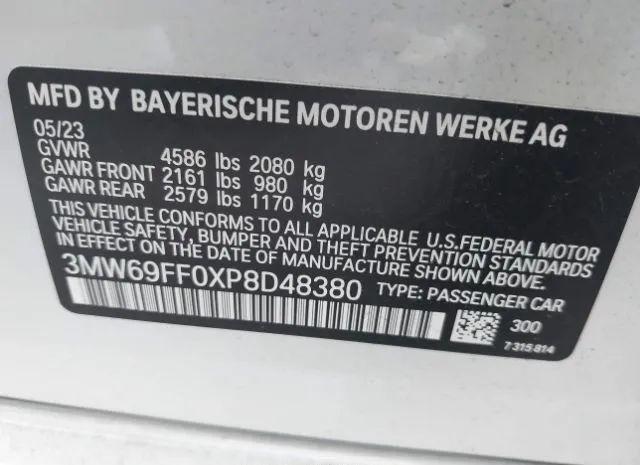 MFD BY BAYERISCHE MOTOREN WERKE AG
05/23
GVWR 4586 lbs 2080 kg
GAWR FRONT 2161 lbs 980 kg
GAWR REAR 2579 lbs 1170 kg
THIS VEHICLE CONFORMS TO ALL APPLICABLE U.S.FEDERAL MOTOR
VEHICLE SAFETY, BUMPER AND THEFT PREVENTION STANDARDS
IN EFFECT ON THE DATE OF MANUFACTURE SHOWN ABOVE.
3MW69FF0XP8D48380 TYPE: PASSENGER CAR
300
7 315 814